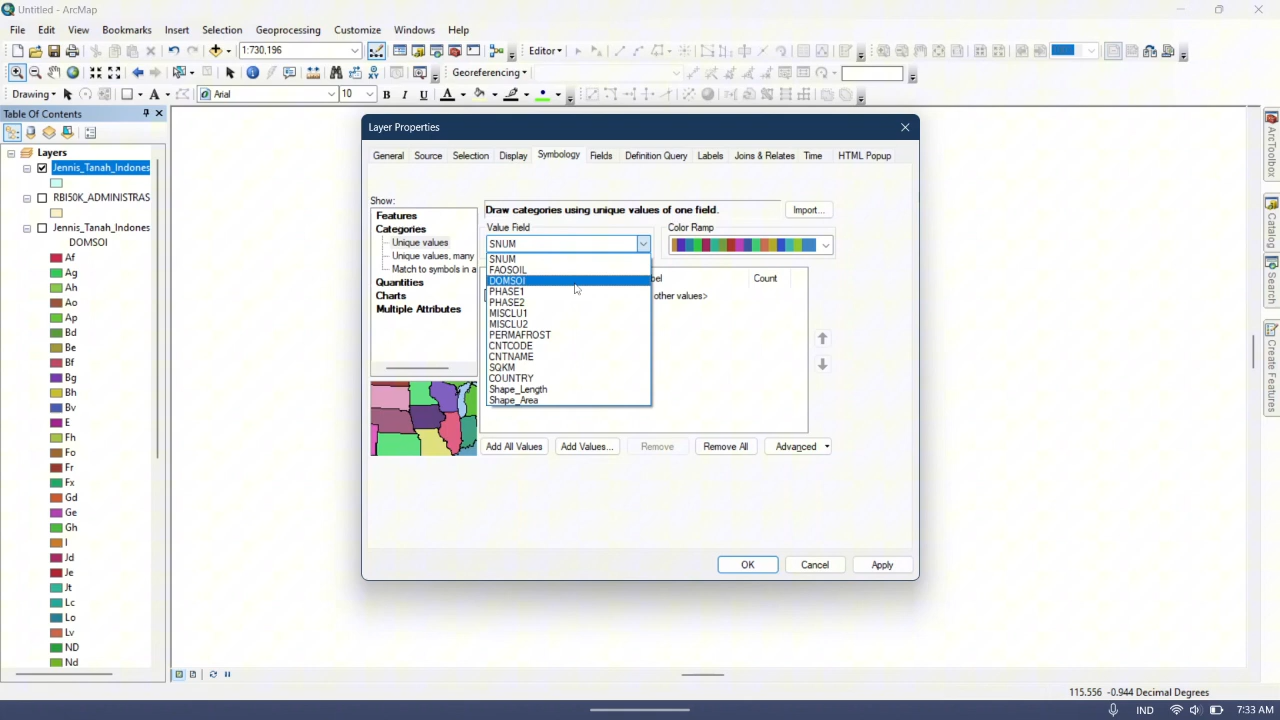 Untitled - ArcMap
File Edit View Bookmarks Insert Selection Geoprocessing Customize Windows Help
1:730,196 Editor
Georeferencing
Drawing Arial 10 B I U A
Table Of Contents
Layers
Jennis_Tanah_Indones
RBI50K_ADMINISTRAS
Jennis_Tanah_Indones
DOMSOI
Af
Ag
Ah
Ao
Ap
Bd
Be
Bf
Bg
Bh
Bv
E
Fh
Fo
Fr
Fx
Gd
Ge
Gh
I
Jd
Je
Jt
Lc
Lo
Lv
ND
Nd
Layer Properties
General Source Selection Display Symbology Fields Definition Query Labels Joins & Relates Time HTML Popup
Show:
Features
Categories
Unique values
Unique values, many
Match to symbols in a
Quantities
Charts
Multiple Attributes
Draw categories using unique values of one field.
Import...
Value Field
SNUM
Color Ramp
SNUM
FAOSOIL
DOMSOI
PHASE1
PHASE2
MISCLU1
MISCLU2
PERMAFROST
CNTCODE
CNTNAME
SQKM
COUNTRY
Shape_Length
Shape_Area
bel Count
other values>
Add All Values Add Values... Remove Remove All Advanced
OK Cancel Apply
ArcToolbox
Catalog
Search
Create Features
115.556 -0.944 Decimal Degrees
IND 7:33 AM